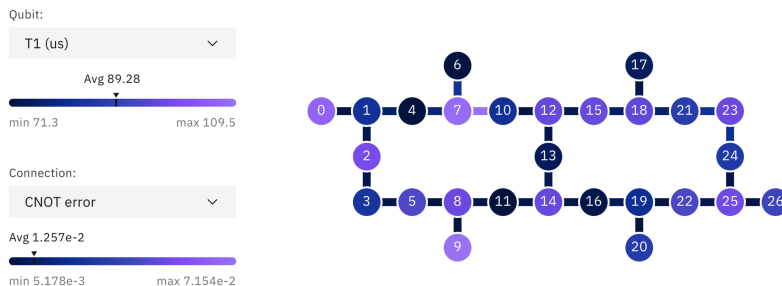 Qubit:
T1 (us)
Avg 89.28
min 71.3 max 109.5
Connection:
CNOT error
Avg 1.257e-2
min 5.178e-3 max 7.154e-2
6 17
0 1 4 7 10 12 15 18 21 23
2 13 24
3 5 8 11 14 16 19 22 25 26
9 20